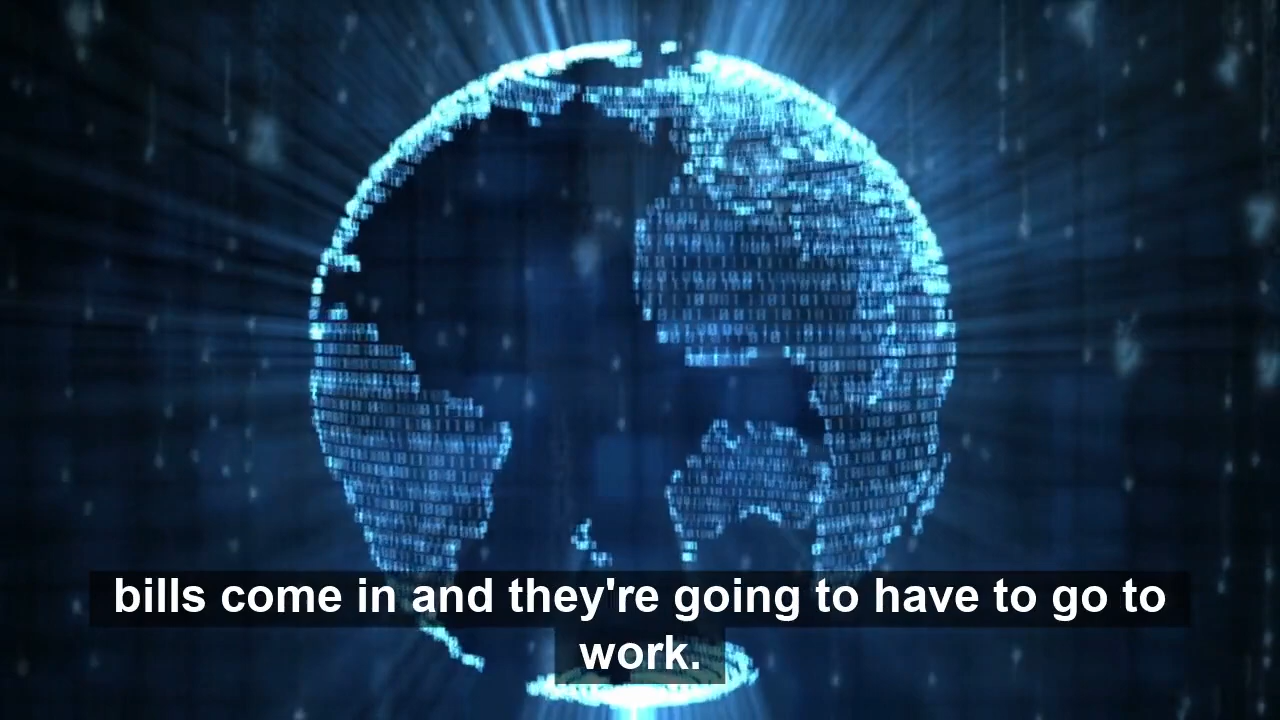 bills come in and they're going to have to go to
work.